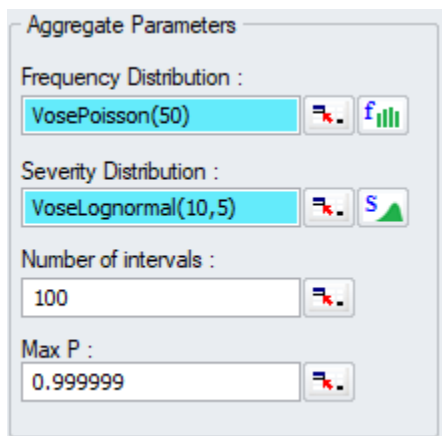 Aggregate Parameters
Frequency Distribution :
VosePoisson(50)
f
Severity Distribution :
VoseLognormal(10,5)
S
Number of intervals :
100
Max P :
0.999999